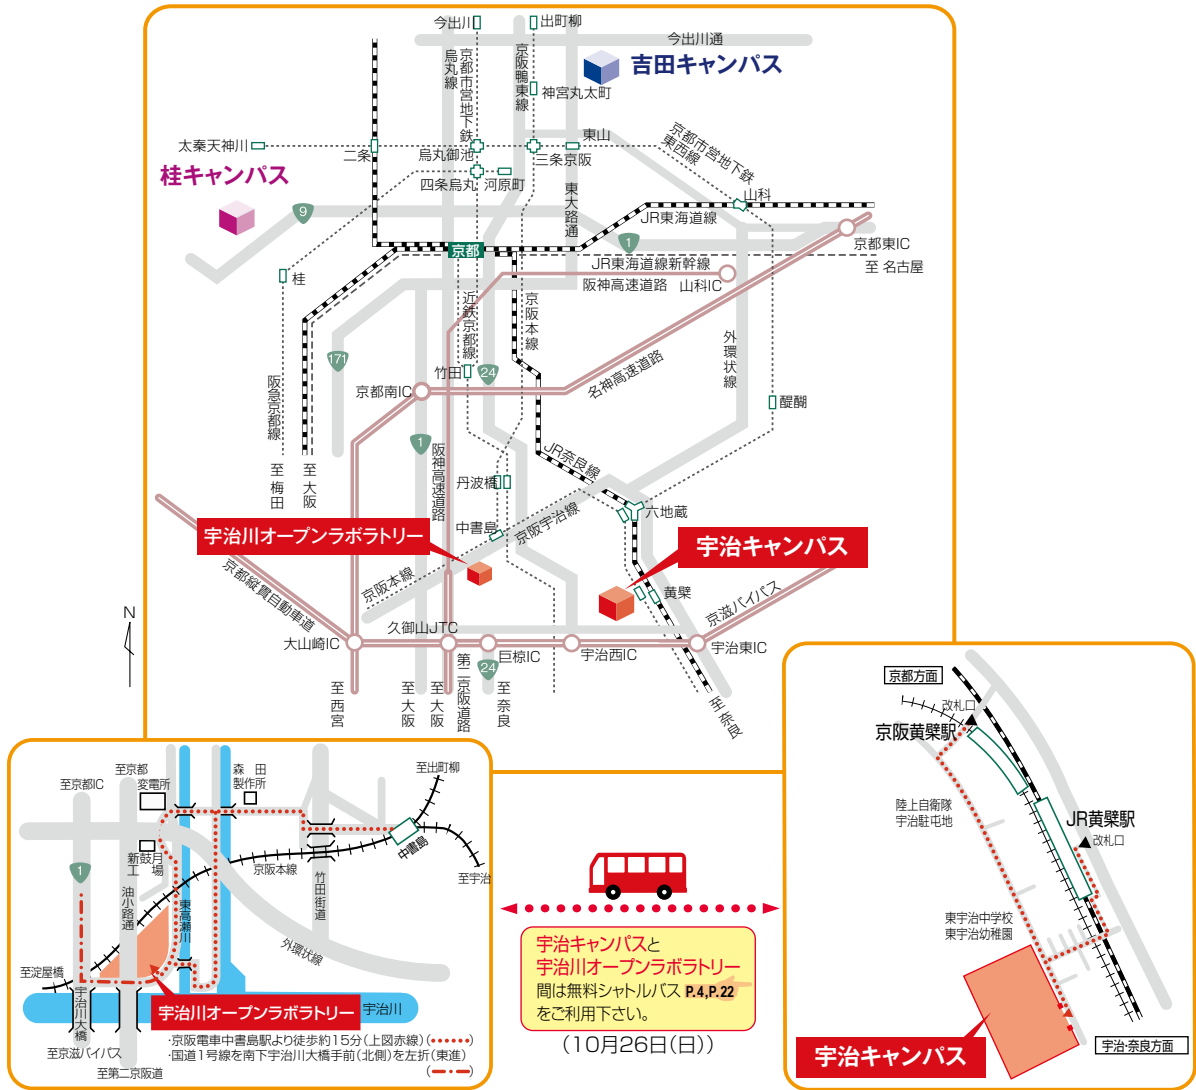 今出川
出町柳
今出川通
京都市営地下鉄
烏丸線
京阪鴨東線
吉田キャンパス
神宮丸太町
太秦天神川
二条
烏丸御池
三条京阪
東山
京都市営地下鉄
東西線
桂キャンパス
四条烏丸
河原町
東大路通
山科
JR東海道線
9
1
京都東IC
京都
至 名古屋
JR東海道線新幹線
阪神高速道路
山科IC
桂
近鉄京都線
京阪本線
外環状線
171
竹田
24
名神高速道路
京都南IC
阪急京都線
醍醐
1
阪神高速道路
JR奈良線
至梅田
至大阪
丹波橋
六地蔵
宇治川オープンラボラトリー
中書島
京阪宇治線
宇治キャンパス
京都縦貫自動車道
京阪本線
黄檗
京滋バイパス
N
久御山JTC
大山崎IC
巨椋IC
宇治西IC
宇治東IC
24
至西宮
至大阪
至大阪
第二京阪道路
至奈良
至奈良
至京都IC
至京都
変電所
森田
製作所
至出町柳
中書島
新鼓月
工場
京阪本線
至宇治
1
油小路通
東高瀬川
竹田街道
外環状線
至淀屋橋
宇治川大橋
宇治川オープンラボラトリー
宇治川
至京滋バイパス
至第二京阪道
・京阪電車中書島駅より徒歩約15分(上図赤線)( )
・国道1号線を南下宇治川大橋手前(北側)を左折(東進)
( )
宇治キャンパスと
宇治川オープンラボラトリー
間は無料シャトルバス P.4,P.22
をご利用下さい。
(10月26日(日))
京都方面
改札口
京阪黄檗駅
陸上自衛隊
宇治駐屯地
JR黄檗駅
改札口
東宇治中学校
東宇治幼稚園
宇治キャンパス
宇治・奈良方面